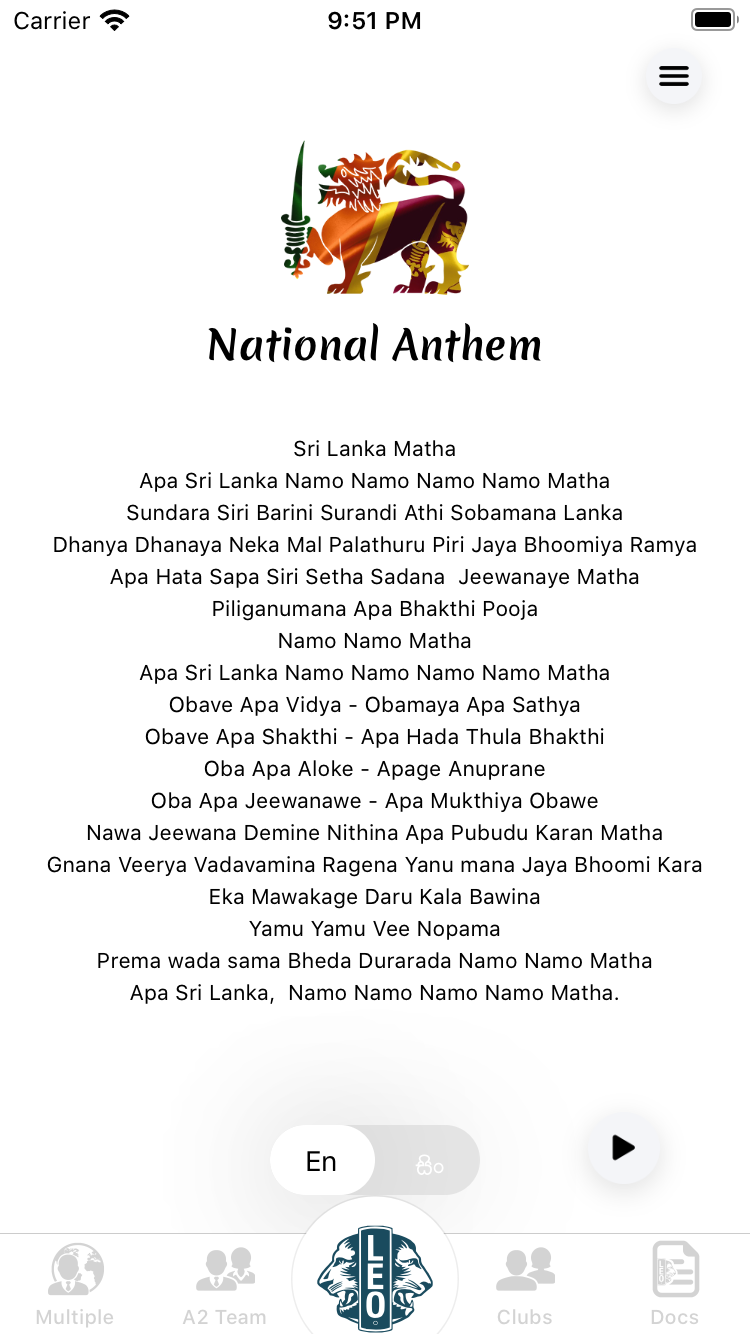 Carrier 9:51 PM
National Anthem
Sri Lanka Matha
Apa Sri Lanka Namo Namo Namo Namo Matha
Sundara Siri Barini Surandi Athi Sobamana Lanka
Dhanya Dhanaya Neka Mal Palathuru Piri Jaya Bhoomiya Ramya
Apa Hata Sapa Siri Setha Sadana  Jeewanaye Matha
Piliganumana Apa Bhakthi Pooja
Namo Namo Matha
Apa Sri Lanka Namo Namo Namo Namo Matha
Obave Apa Vidya - Obamaya Apa Sathya
Obave Apa Shakthi - Apa Hada Thula Bhakthi
Oba Apa Aloke - Apage Anuprane
Oba Apa Jeewanawe - Apa Mukthiya Obawe
Nawa Jeewana Demine Nithina Apa Pubudu Karan Matha
Gnana Veerya Vadavamina Ragena Yanu mana Jaya Bhoomi Kara
Eka Mawakage Daru Kala Bawina
Yamu Yamu Vee Nopama
Prema wada sama Bheda Durarada Namo Namo Matha
Apa Sri Lanka,  Namo Namo Namo Namo Matha.
En සිං
LEO
Multiple A2 Team Clubs Docs